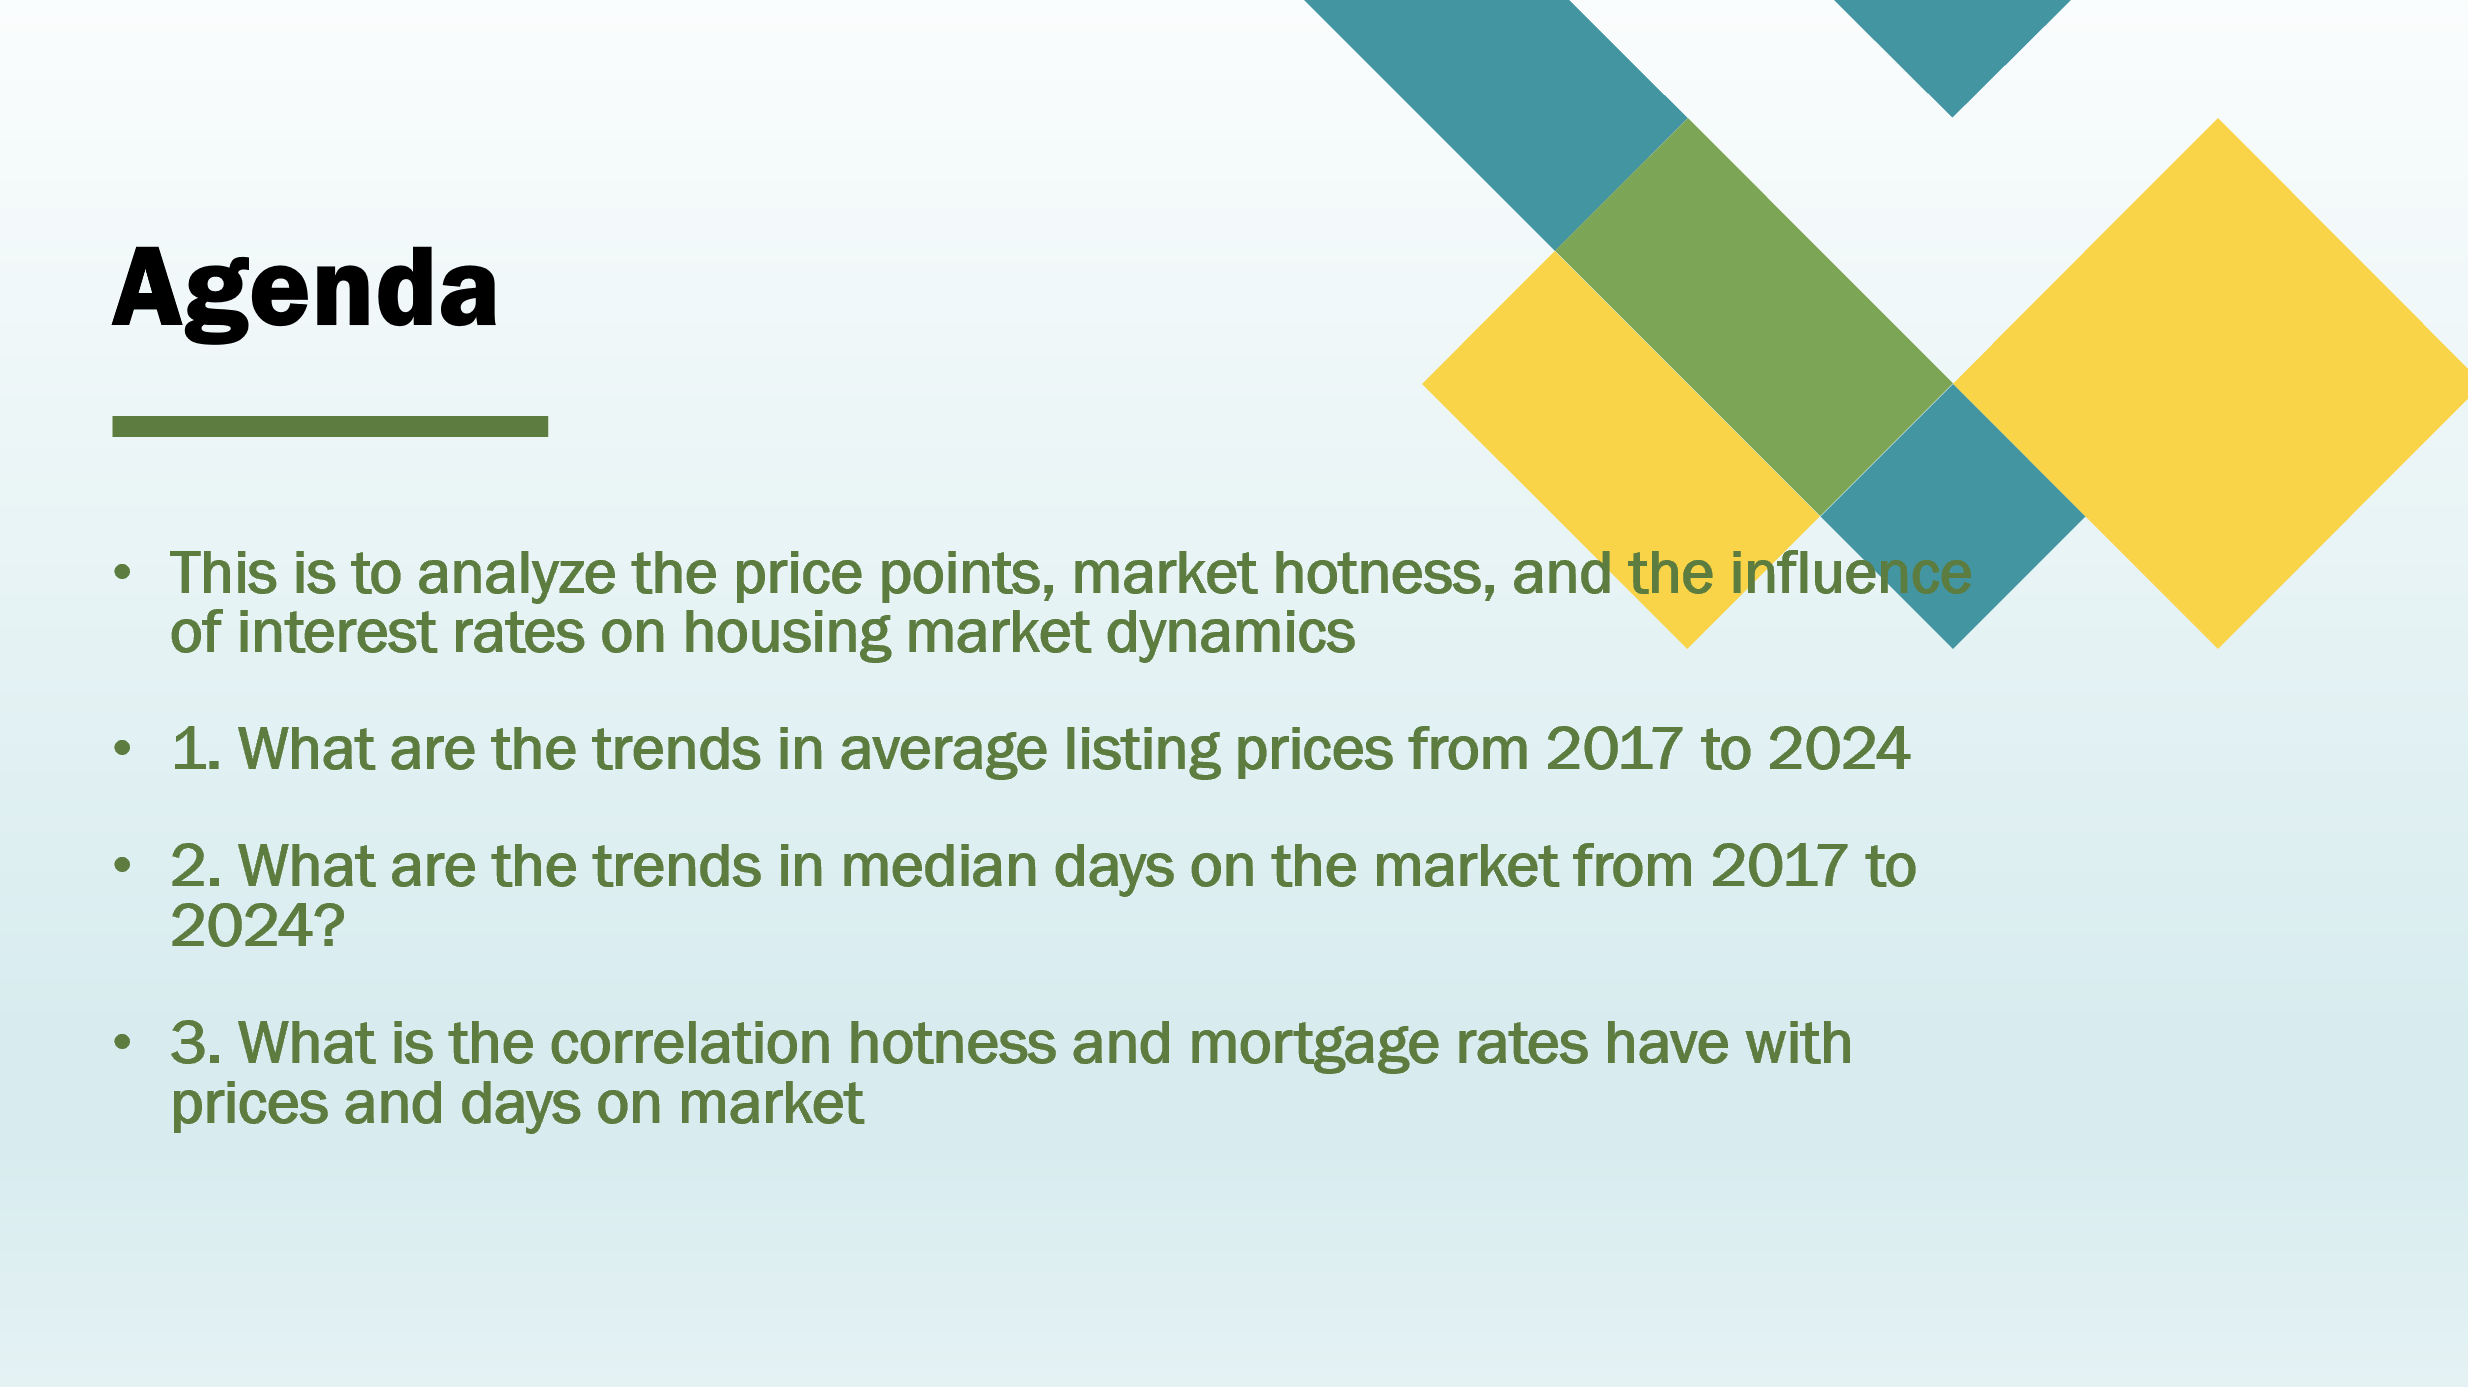 Agenda
• This is to analyze the price points, market hotness, and the influence
of interest rates on housing market dynamics
• 1. What are the trends in average listing prices from 2017 to 2024
• 2. What are the trends in median days on the market from 2017 to
2024?
• 3. What is the correlation hotness and mortgage rates have with
prices and days on market